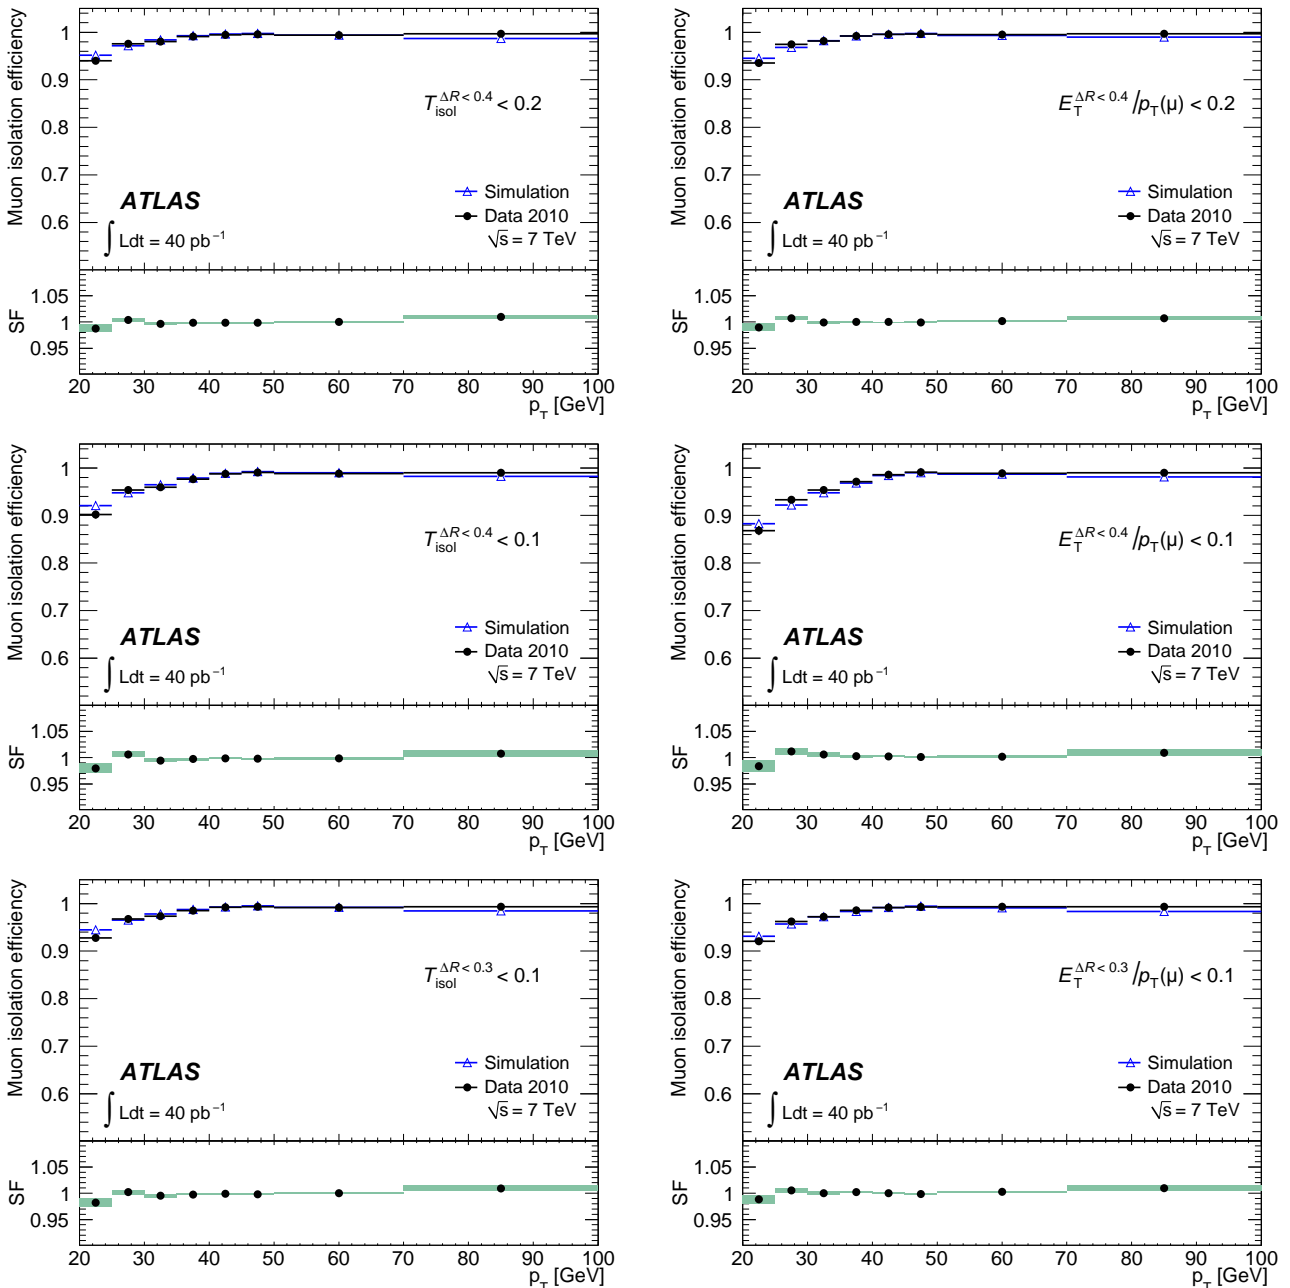 Muon isolation efficiency
1
0.9
0.8
0.7
0.6
T_isol^{ΔR < 0.4} < 0.2
ATLAS
Simulation
Data 2010
∫ Ldt = 40 pb⁻¹
√s = 7 TeV
SF
1.05
1
0.95
20 30 40 50 60 70 80 90 100
p_T [GeV]
Muon isolation efficiency
1
0.9
0.8
0.7
0.6
E_T^{ΔR < 0.4}/p_T(μ) < 0.2
ATLAS
Simulation
Data 2010
∫ Ldt = 40 pb⁻¹
√s = 7 TeV
SF
1.05
1
0.95
20 30 40 50 60 70 80 90 100
p_T [GeV]
Muon isolation efficiency
1
0.9
0.8
0.7
0.6
T_isol^{ΔR < 0.4} < 0.1
ATLAS
Simulation
Data 2010
∫ Ldt = 40 pb⁻¹
√s = 7 TeV
SF
1.05
1
0.95
20 30 40 50 60 70 80 90 100
p_T [GeV]
Muon isolation efficiency
1
0.9
0.8
0.7
0.6
E_T^{ΔR < 0.4}/p_T(μ) < 0.1
ATLAS
Simulation
Data 2010
∫ Ldt = 40 pb⁻¹
√s = 7 TeV
SF
1.05
1
0.95
20 30 40 50 60 70 80 90 100
p_T [GeV]
Muon isolation efficiency
1
0.9
0.8
0.7
0.6
T_isol^{ΔR < 0.3} < 0.1
ATLAS
Simulation
Data 2010
∫ Ldt = 40 pb⁻¹
√s = 7 TeV
SF
1.05
1
0.95
20 30 40 50 60 70 80 90 100
p_T [GeV]
Muon isolation efficiency
1
0.9
0.8
0.7
0.6
E_T^{ΔR < 0.3}/p_T(μ) < 0.1
ATLAS
Simulation
Data 2010
∫ Ldt = 40 pb⁻¹
√s = 7 TeV
SF
1.05
1
0.95
20 30 40 50 60 70 80 90 100
p_T [GeV]